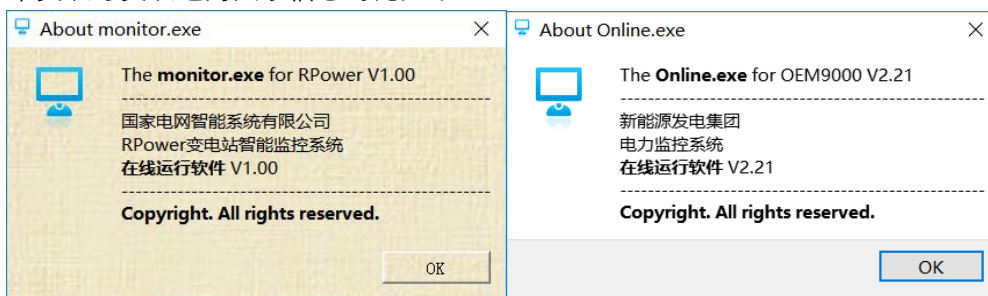 About monitor.exe
The monitor.exe for RPower V1.00
国家电网智能系统有限公司
RPower变电站智能监控系统
在线运行软件 V1.00
Copyright. All rights reserved.
OK
About Online.exe
The Online.exe for OEM9000 V2.21
新能源发电集团
电力监控系统
在线运行软件 V2.21
Copyright. All rights reserved.
OK